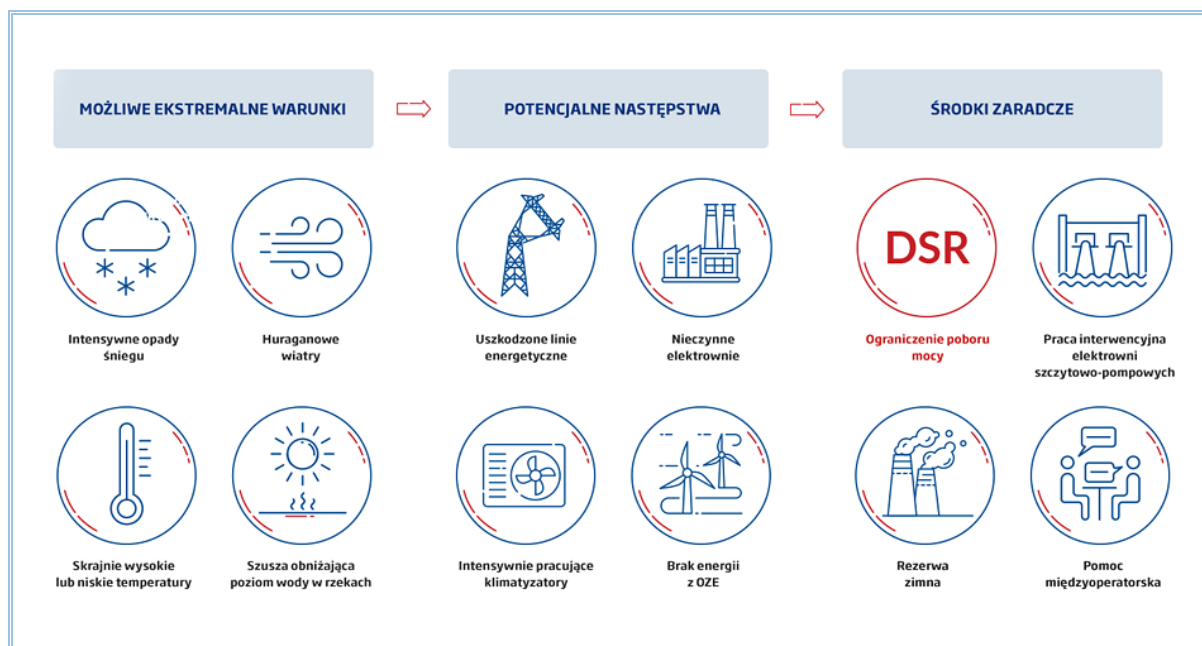 MOŻLIWE EKSTREMALNE WARUNKI
POTENCJALNE NASTĘPSTWA
ŚRODKI ZARADCZE
Intensywne opady
śniegu
Huraganowe
wiatry
Uszkodzone linie
energetyczne
Nieczynne
elektrownie
DSR
Ograniczenie poboru
mocy
Praca interwencyjna
elektrowni
szczytowo-pompowych
Skrajnie wysokie
lub niskie temperatury
Szusza obniżająca
poziom wody w rzekach
Intensywnie pracujące
klimatyzatory
Brak energii
z OZE
Rezerwa
zimna
Pomoc
międzyoperatorska